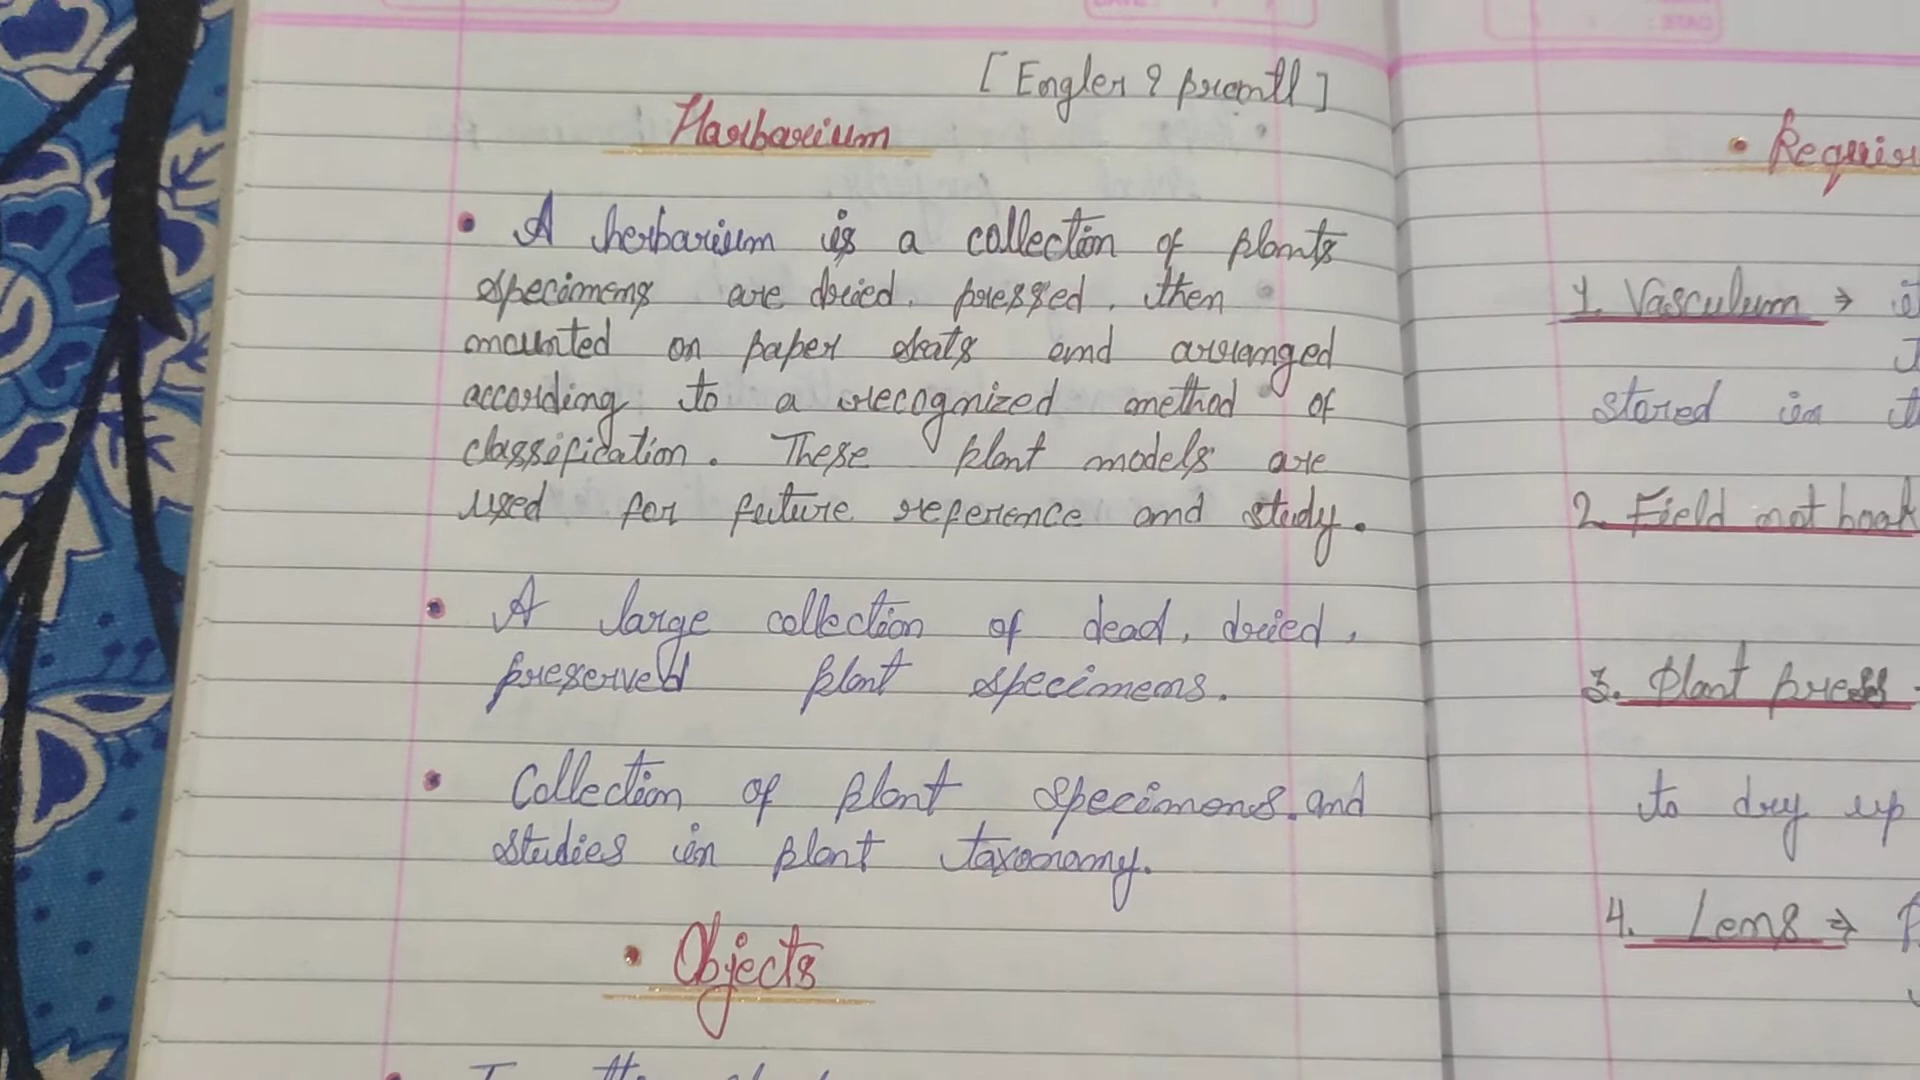 [Engler & prantl]
Harbarium
• A herbarium is a collection of plants
specimens are dried, pressed, then
mounted on paper shats and arranged
according to a recognized method of
classification. These plant models are
used for future reference and study.
• A large collection of dead, dried,
preserved plant specimens.
• Collection of plant specimens and
studies in plant taxonomy.
• Objects
• Requir
1. Vasculum →
stored in
2. Field notbook
3. Plant press
to dry up
4. Lens →